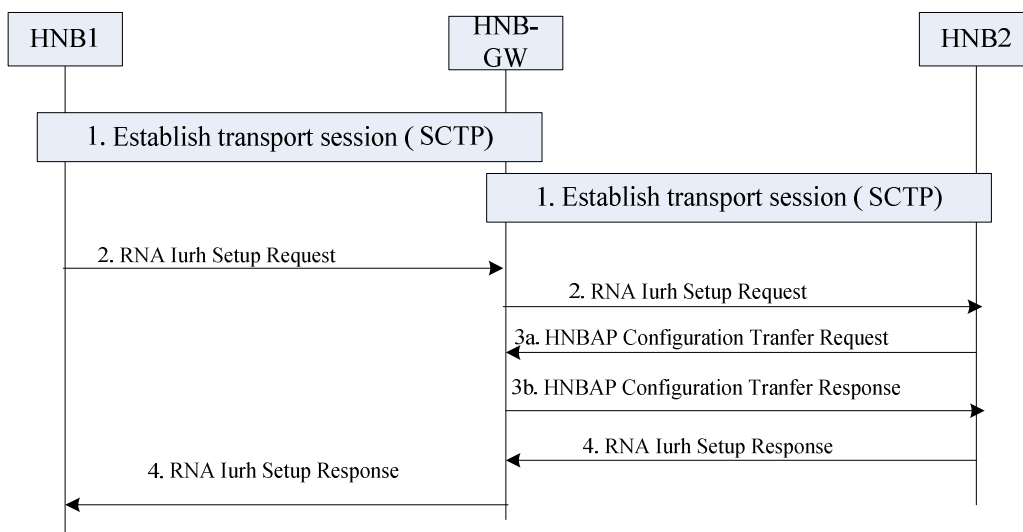 HNB1
HNB-
GW
HNB2
1. Establish transport session ( SCTP)
1. Establish transport session ( SCTP)
2. RNA Iurh Setup Request
2. RNA Iurh Setup Request
3a. HNBAP Configuration Tranfer Request
3b. HNBAP Configuration Tranfer Response
4. RNA Iurh Setup Response
4. RNA Iurh Setup Response